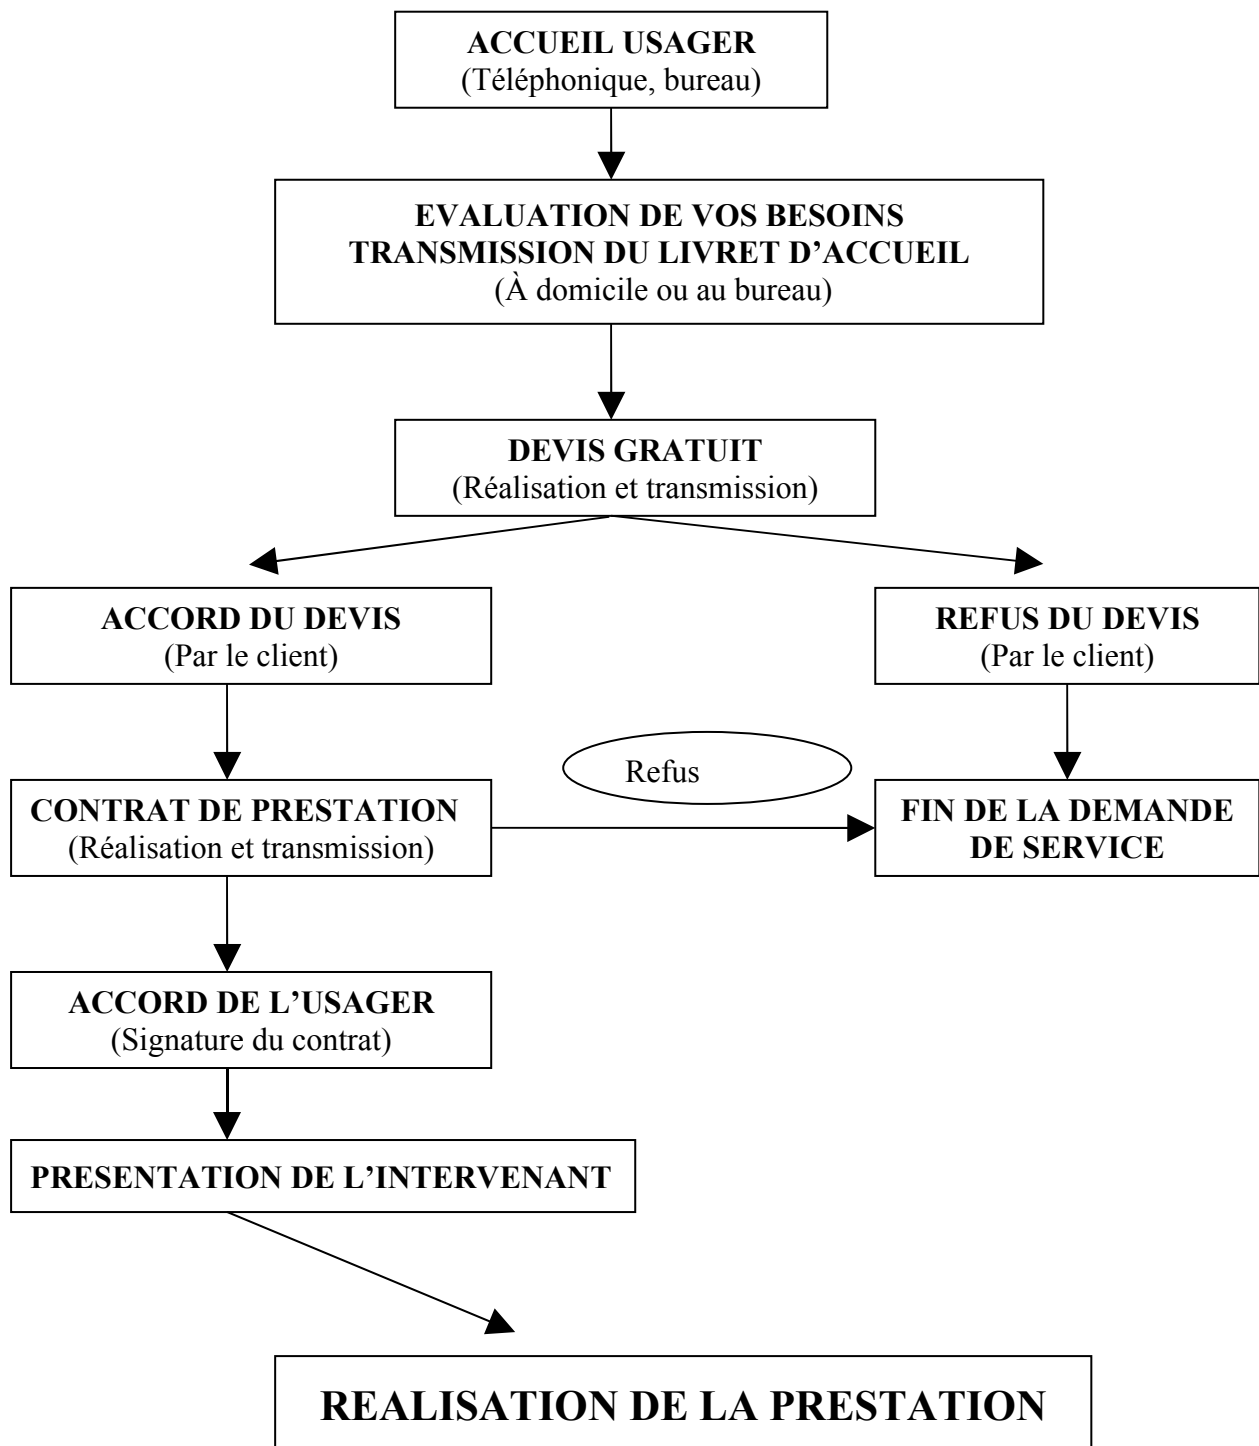 ACCUEIL USAGER
(Téléphonique, bureau)
EVALUATION DE VOS BESOINS
TRANSMISSION DU LIVRET D’ACCUEIL
(À domicile ou au bureau)
DEVIS GRATUIT
(Réalisation et transmission)
ACCORD DU DEVIS
(Par le client)
REFUS DU DEVIS
(Par le client)
Refus
CONTRAT DE PRESTATION
(Réalisation et transmission)
FIN DE LA DEMANDE
DE SERVICE
ACCORD DE L’USAGER
(Signature du contrat)
PRESENTATION DE L’INTERVENANT
REALISATION DE LA PRESTATION